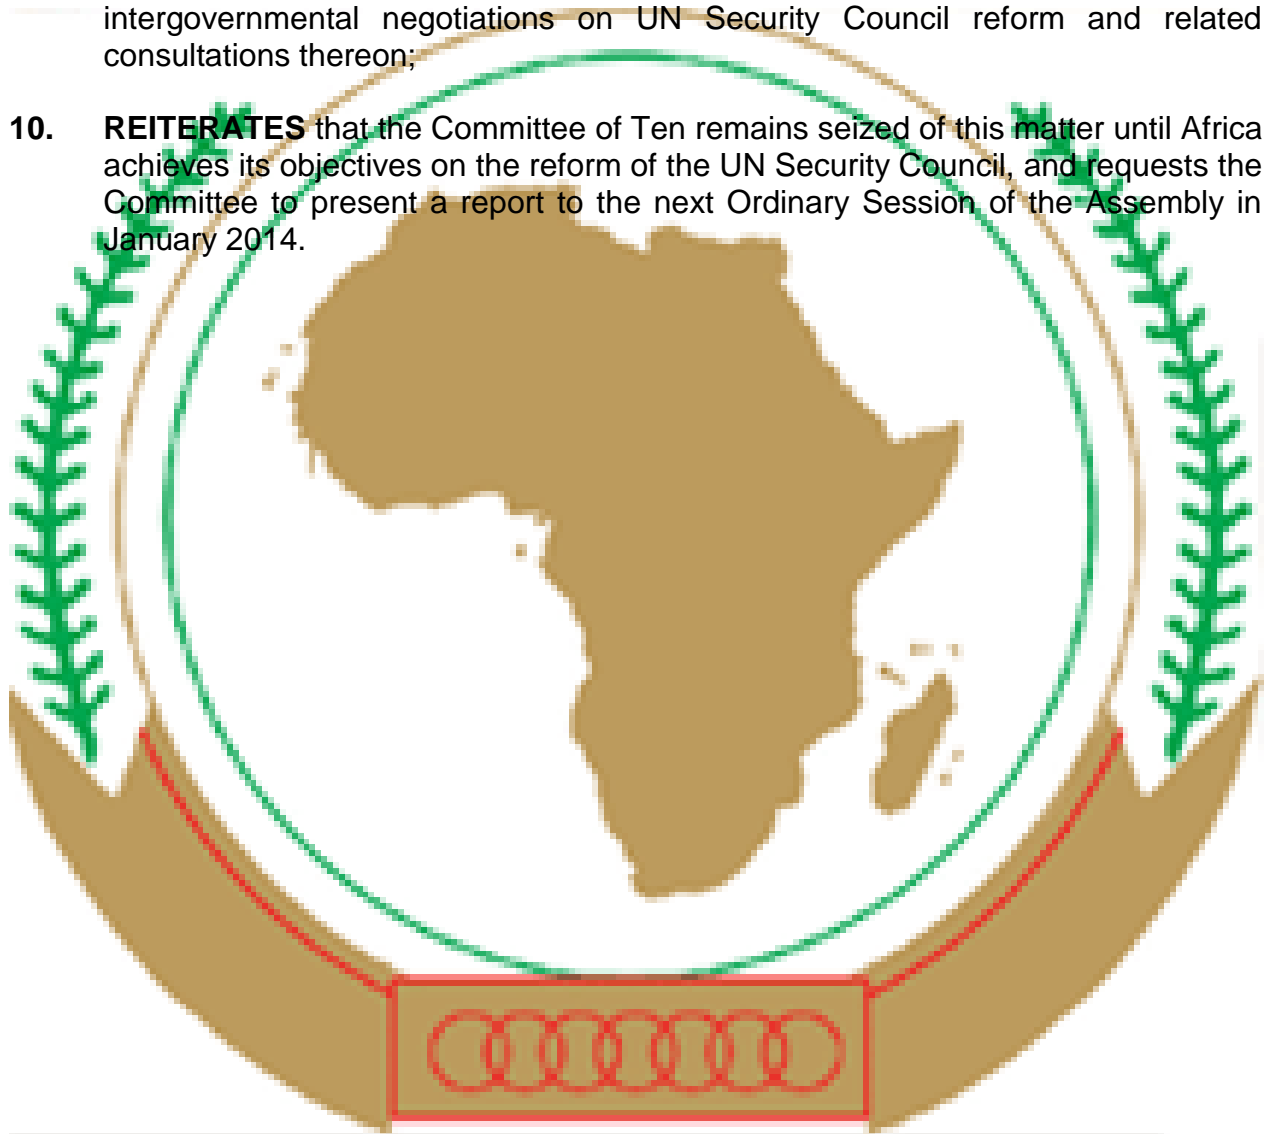 intergovernmental negotiations on UN Security Council reform and related
consultations thereon;
10. REITERATES that the Committee of Ten remains seized of this matter until Africa
achieves its objectives on the reform of the UN Security Council, and requests the
Committee to present a report to the next Ordinary Session of the Assembly in
January 2014.